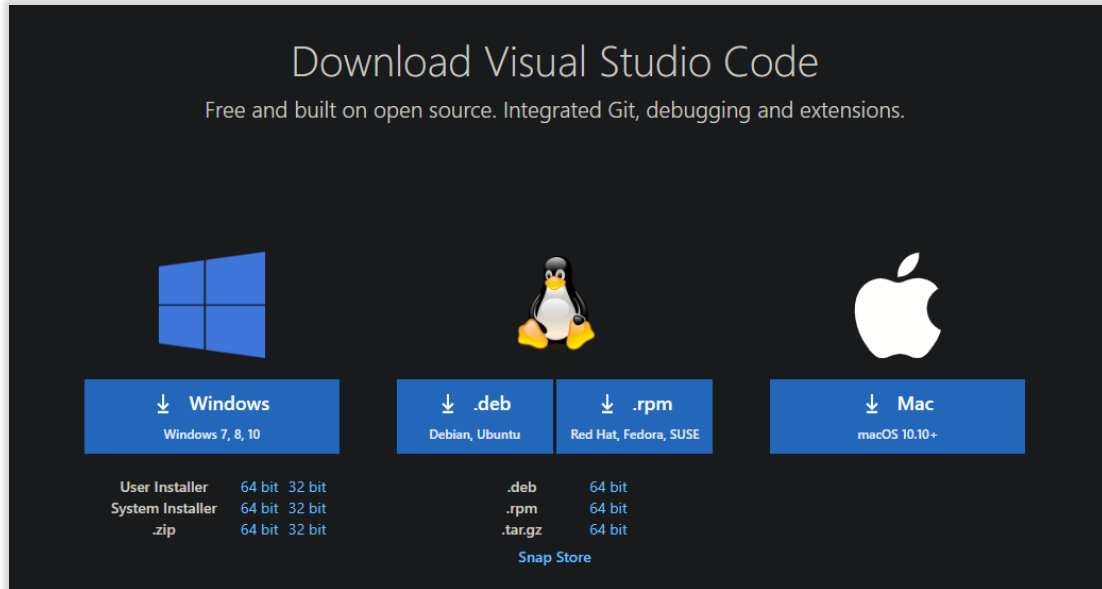 Download Visual Studio Code
Free and built on open source. Integrated Git, debugging and extensions.
Windows
Windows 7, 8, 10
User Installer 64 bit 32 bit
System Installer 64 bit 32 bit
.zip 64 bit 32 bit
.deb
Debian, Ubuntu
.rpm
Red Hat, Fedora, SUSE
.deb 64 bit
.rpm 64 bit
.tar.gz 64 bit
Snap Store
Mac
macOS 10.10+